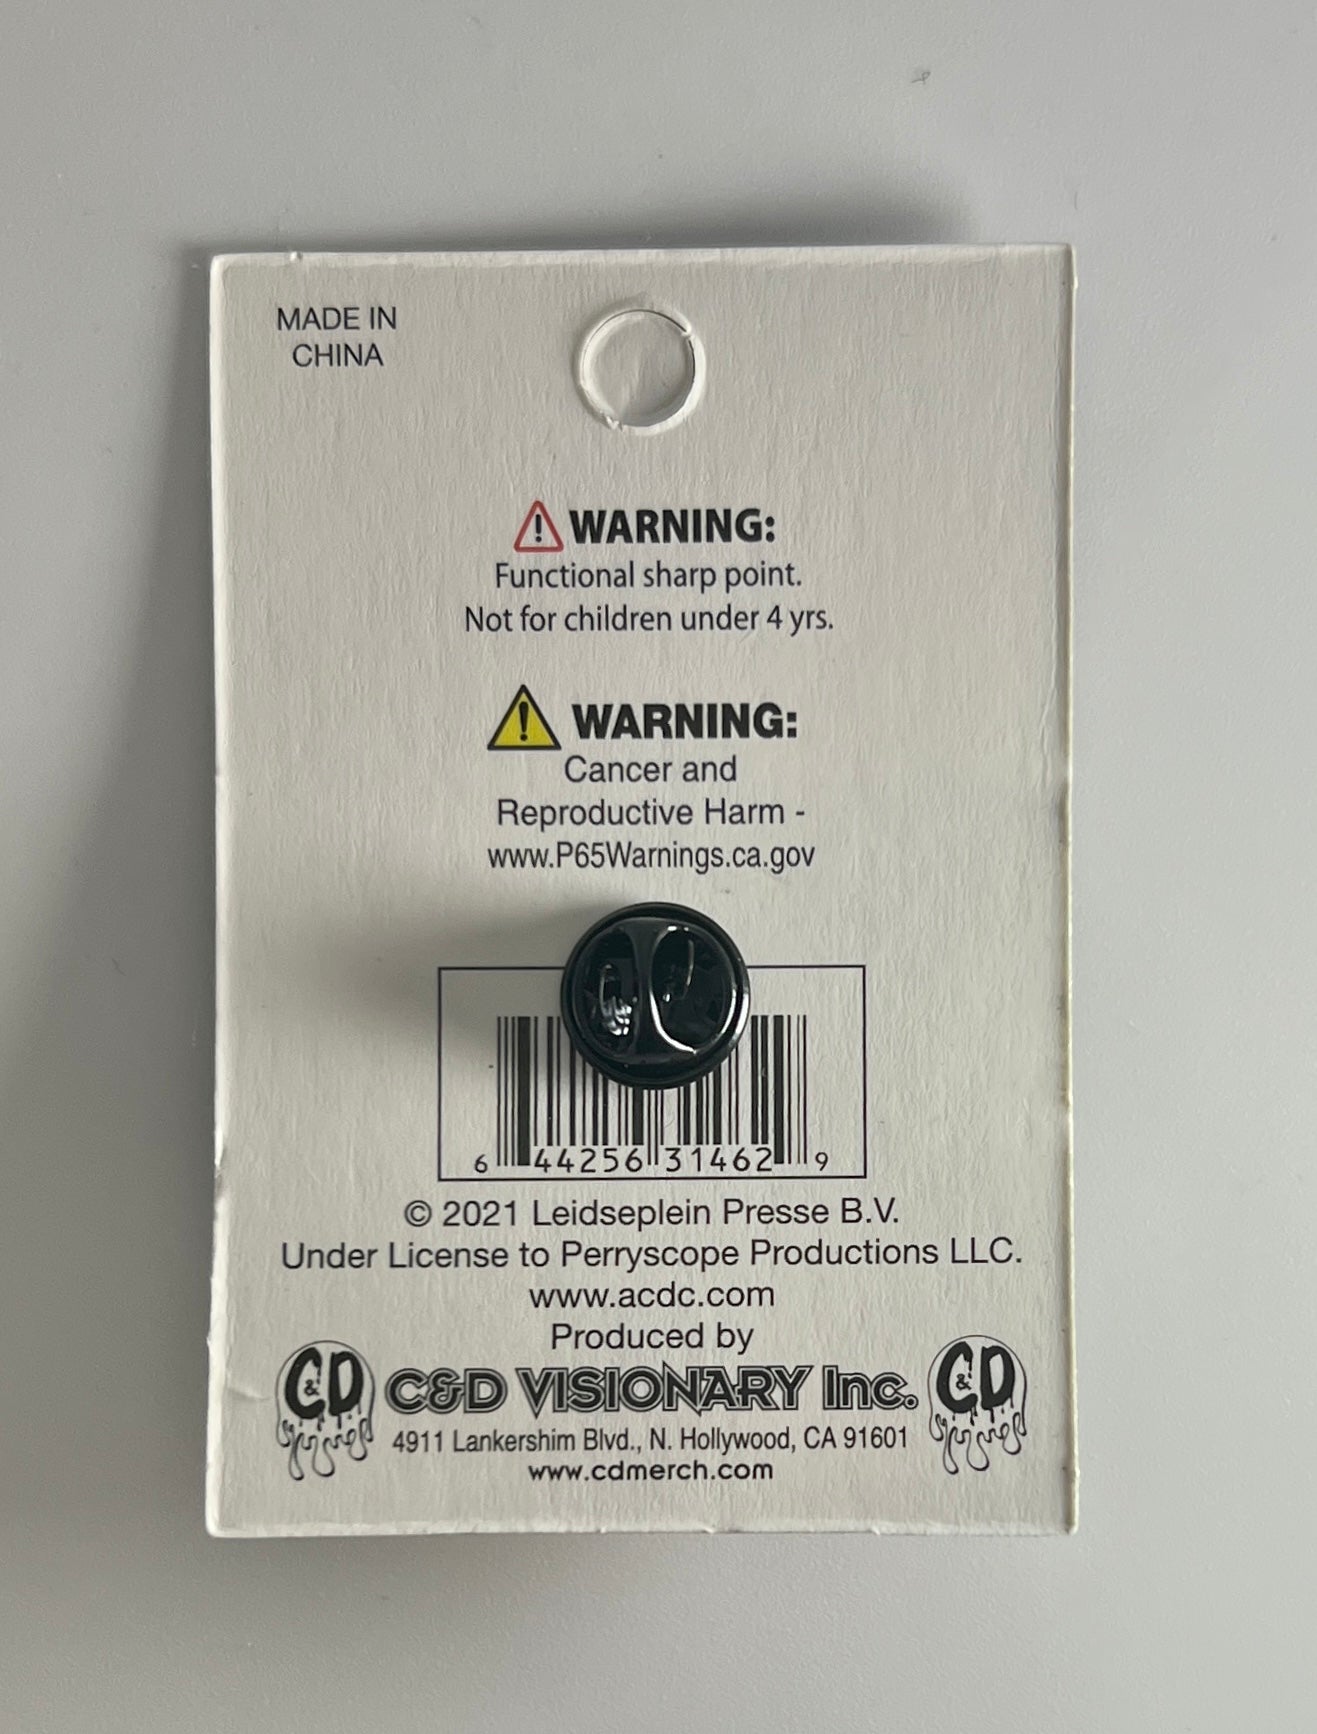 MADE IN
CHINA
WARNING:
Functional sharp point.
Not for children under 4 yrs.
WARNING:
Cancer and
Reproductive Harm -
www.P65Warnings.ca.gov
6 44256 31462 9
© 2021 Leidseplein Presse B.V.
Under License to Perryscope Productions LLC.
www.acdc.com
Produced by
C&D C&D VISIONARY Inc. C&D
4911 Lankershim Blvd., N. Hollywood, CA 91601
www.cdmerch.com